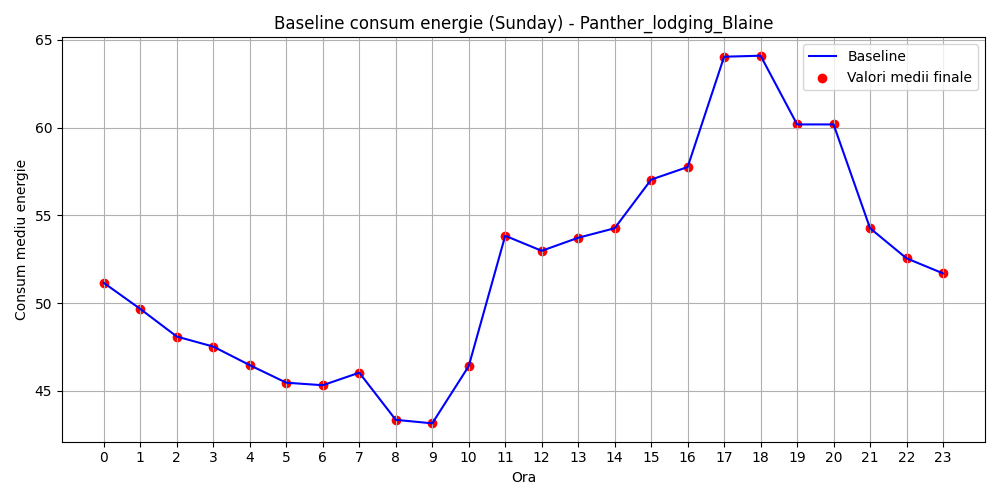 Baseline consum energie (Sunday) - Panther_lodging_Blaine
Baseline
Valori medii finale
Consum mediu energie
65
60
55
50
45
0 1 2 3 4 5 6 7 8 9 10 11 12 13 14 15 16 17 18 19 20 21 22 23
Ora